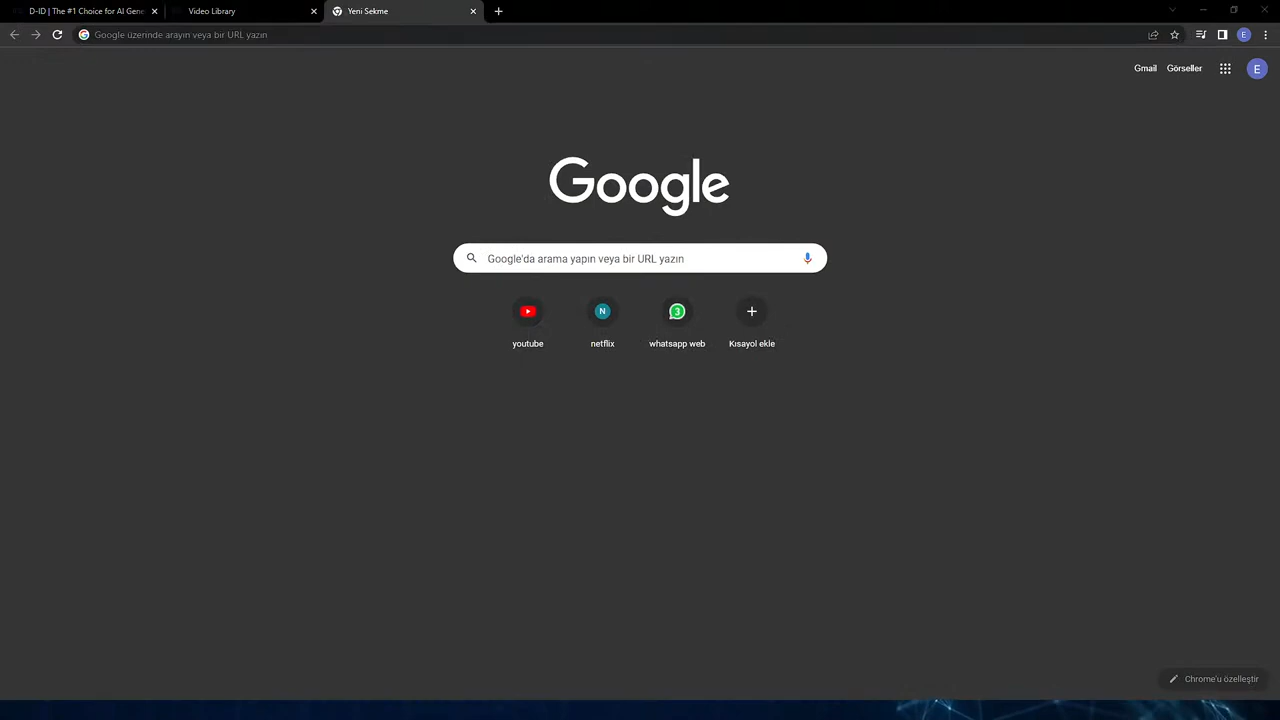 D-ID | The #1 Choice for AI Gene
Video Library
Yeni Sekme
Google üzerinde arayın veya bir URL yazın
E
Gmail
Görseller
E
Google
Google'da arama yapın veya bir URL yazın
N
3
youtube
netflix
whatsapp web
Kısayol ekle
Chrome'u özelleştir